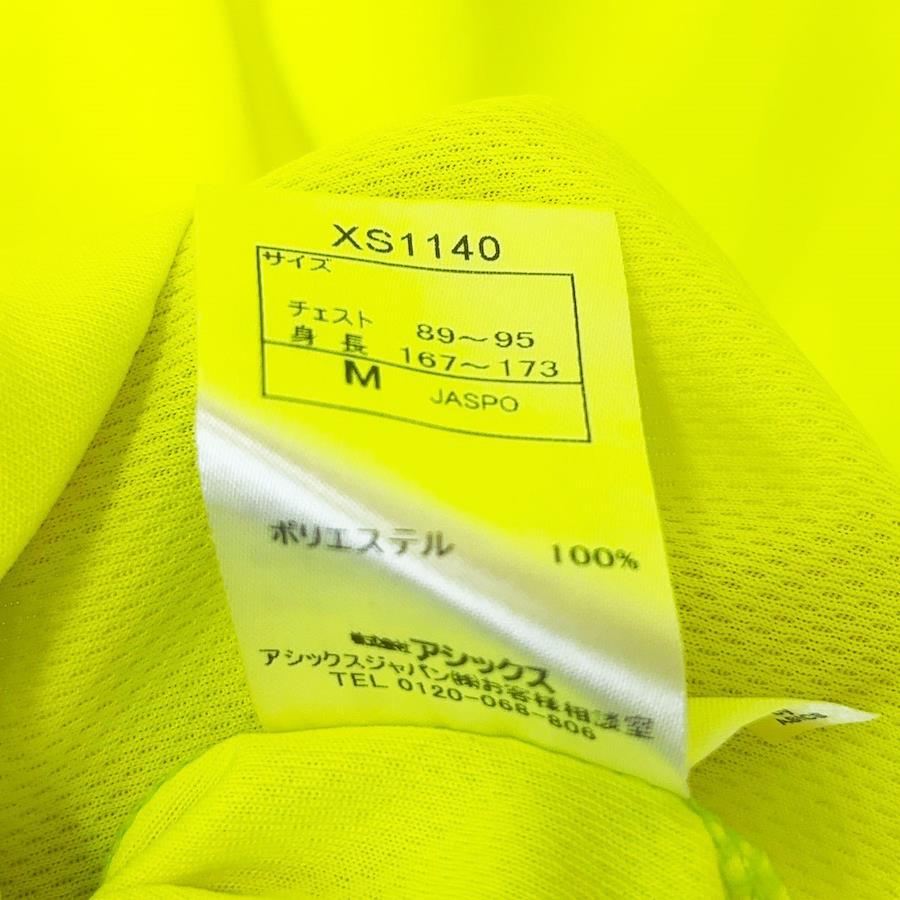 XS1140
サイズ
チェスト 89～95
身長 167～173
M JASPO
ポリエステル 100%
株式会社アシックス
アシックスジャパン㈱お客様相談室
TEL 0120-068-806